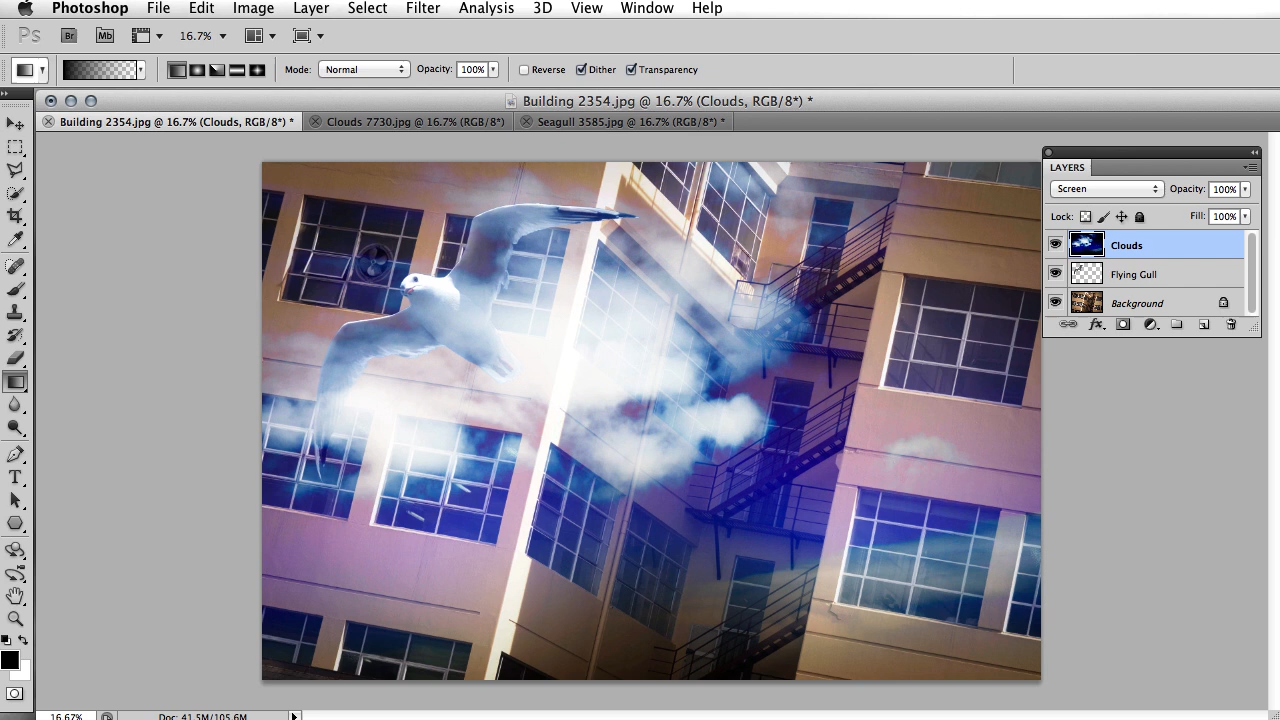 Photoshop File Edit Image Layer Select Filter Analysis 3D View Window Help
Ps Br Mb 16.7%
Mode: Normal Opacity: 100% Reverse Dither Transparency
Building 2354.jpg @ 16.7% (Clouds, RGB/8*) *
Building 2354.jpg @ 16.7% (Clouds, RGB/8*) * Clouds 7730.jpg @ 16.7% (RGB/8*) Seagull 3585.jpg @ 16.7% (RGB/8*) *
LAYERS
Screen Opacity: 100%
Lock: Fill: 100%
Clouds
Flying Gull
Background
fx
T
16.67% Doc: 41.5M/105.6M